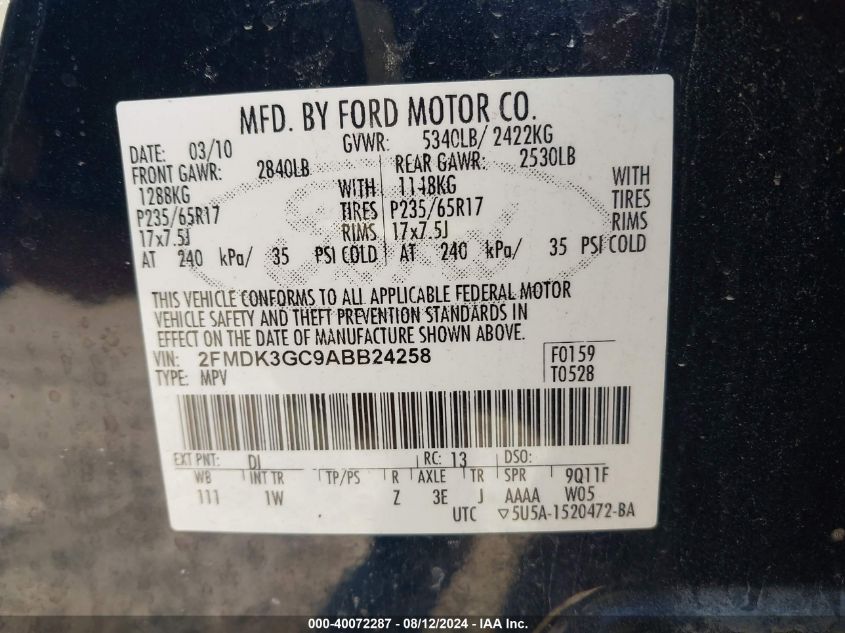 MFD. BY FORD MOTOR CO.
DATE: 03/10 GVWR: 5340LB/ 2422KG
FRONT GAWR: 2840LB REAR GAWR: 2530LB
1288KG WITH 1148KG WITH
P235/65R17 TIRES P235/65R17 TIRES
17x7.5J RIMS 17x7.5J RIMS
AT 240 kPa/ 35 PSI COLD AT 240 kPa/ 35 PSI COLD
THIS VEHICLE CONFORMS TO ALL APPLICABLE FEDERAL MOTOR
VEHICLE SAFETY AND THEFT PREVENTION STANDARDS IN
EFFECT ON THE DATE OF MANUFACTURE SHOWN ABOVE.
VIN: 2FMDK3GC9ABB24258 F0159
TYPE: MPV T0528
EXT PNT: DI RC: 13 DSO:
WB INT TR TP/PS R AXLE TR SPR 9Q11F
111 1W Z 3E J AAAA W05
UTC ▽5U5A-1520472-BA
000-40072287 - 08/12/2024 - IAA Inc.